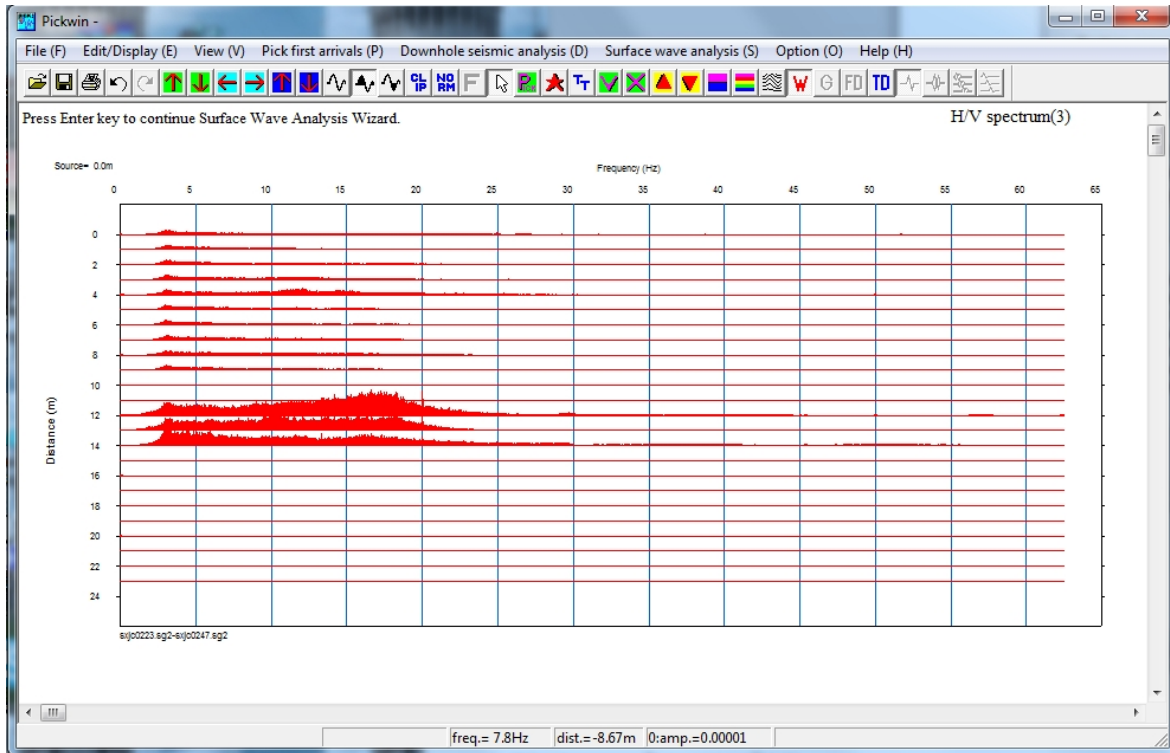 Pickwin -
File (F) Edit/Display (E) View (V) Pick first arrivals (P) Downhole seismic analysis (D) Surface wave analysis (S) Option (O) Help (H)
CL IP NO RM F P TT W G FD TD
Press Enter key to continue Surface Wave Analysis Wizard. H/V spectrum(3)
Source= 0.0m Frequency (Hz)
0 5 10 15 20 25 30 35 40 45 50 55 60 65
0
2
4
6
8
10
Distance (m)
12
14
16
18
20
22
24
sxjc0223.sg2-sxjc0247.sg2
freq.= 7.8Hz dist.=-8.67m 0:amp.=0.00001